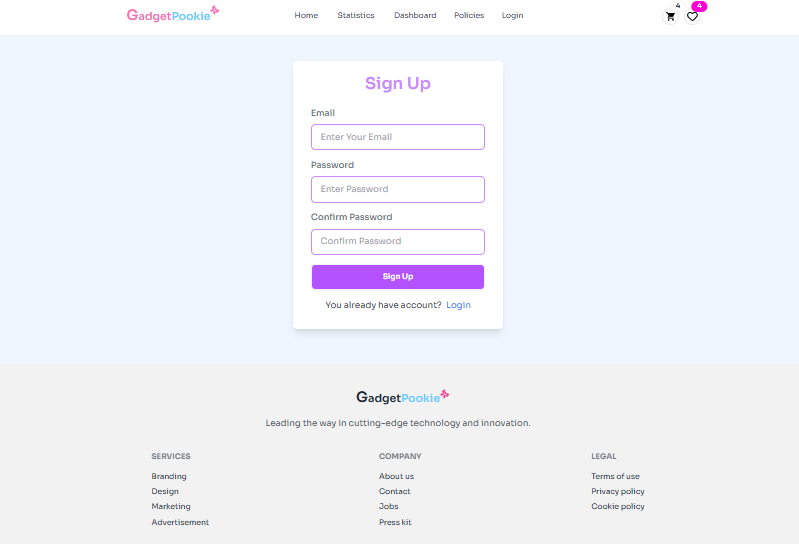 GadgetPookie
Home Statistics Dashboard Policies Login
4 4
Sign Up
Email
Enter Your Email
Password
Enter Password
Confirm Password
Confirm Password
Sign Up
You already have account? Login
GadgetPookie
Leading the way in cutting-edge technology and innovation.
SERVICES COMPANY LEGAL
Branding About us Terms of use
Design Contact Privacy policy
Marketing Jobs Cookie policy
Advertisement Press kit